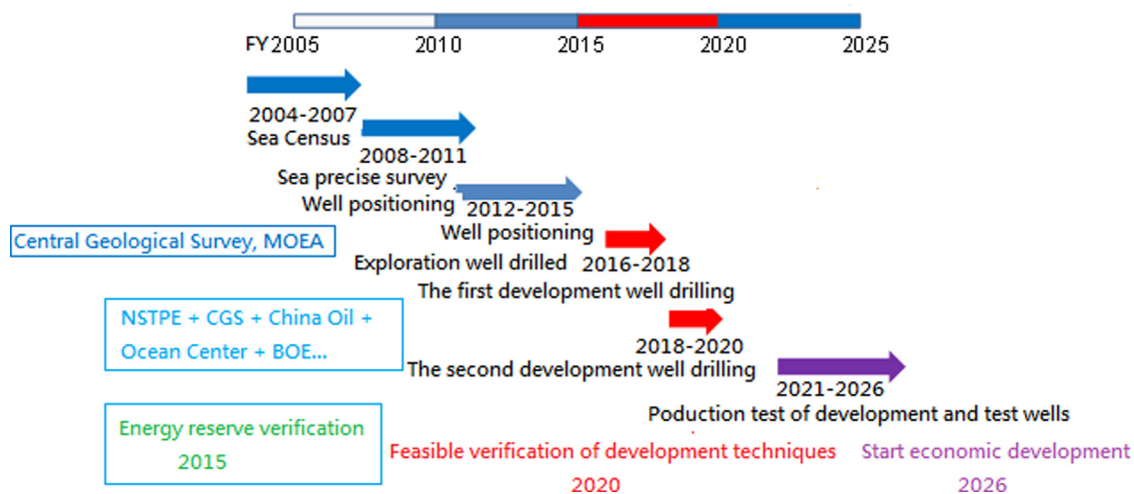 FY2005 2010 2015 2020 2025
2004-2007
Sea Census
2008-2011
Sea precise survey
Well positioning
2012-2015
Well positioning
Central Geological Survey, MOEA
Exploration well drilled
2016-2018
The first development well drilling
NSTPE + CGS + China Oil +
Ocean Center + BOE...
2018-2020
The second development well drilling
2021-2026
Poduction test of development and test wells
Energy reserve verification
2015
Feasible verification of development techniques
2020
Start economic development
2026